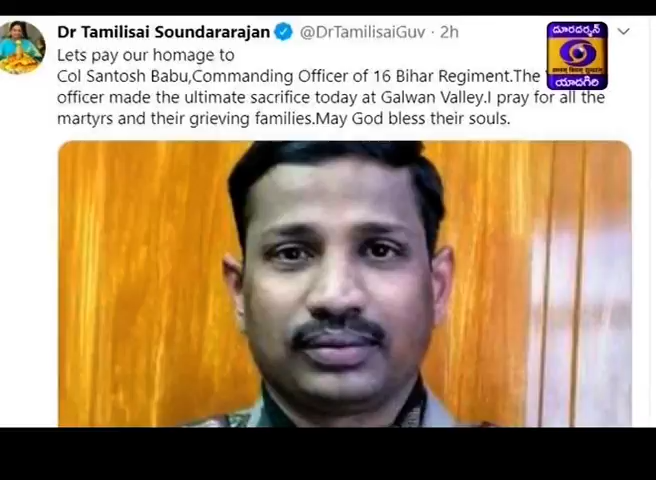 Dr Tamilisai Soundararajan @DrTamilisaiGuv · 2h
Lets pay our homage to
Col Santosh Babu,Commanding Officer of 16 Bihar Regiment.The
officer made the ultimate sacrifice today at Galwan Valley.I pray for all the
martyrs and their grieving families.May God bless their souls.
దూరదర్శన్
యాదగిరి